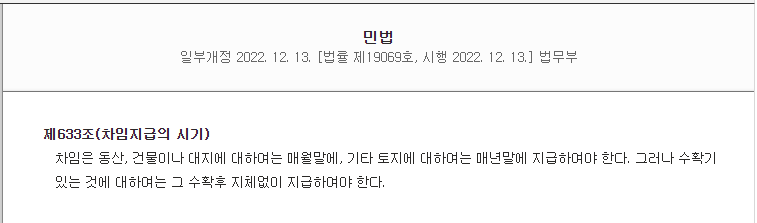 민법
일부개정 2022. 12. 13. [법률 제19069호, 시행 2022. 12. 13.] 법무부
제633조(차임지급의 시기)
차임은 동산, 건물이나 대지에 대하여는 매월말에, 기타 토지에 대하여는 매년말에 지급하여야 한다. 그러나 수확기
있는 것에 대하여는 그 수확후 지체없이 지급하여야 한다.